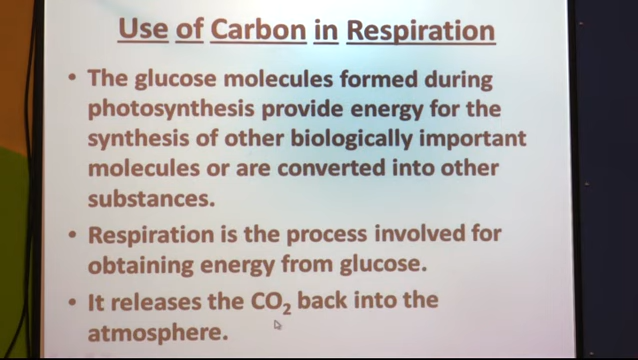 Use of Carbon in Respiration
• The glucose molecules formed during
photosynthesis provide energy for the
synthesis of other biologically important
molecules or are converted into other
substances.
• Respiration is the process involved for
obtaining energy from glucose.
• It releases the CO₂ back into the
atmosphere.